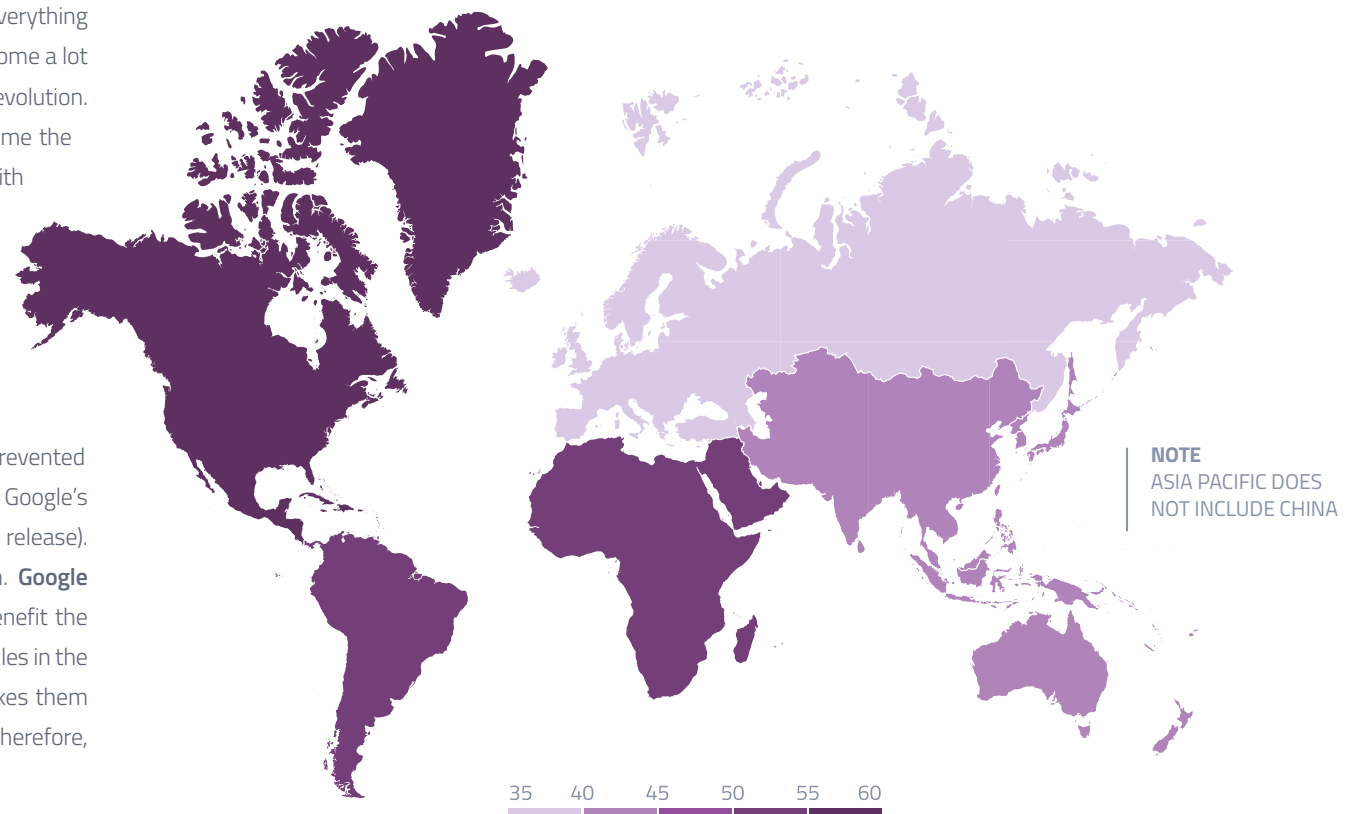 verything
ome a lot
evolution.
me the
ith
revented
Google's
release).
. Google
enefit the
les in the
kes them
herefore,
NOTE
ASIA PACIFIC DOES
NOT INCLUDE CHINA
35 40 45 50 55 60